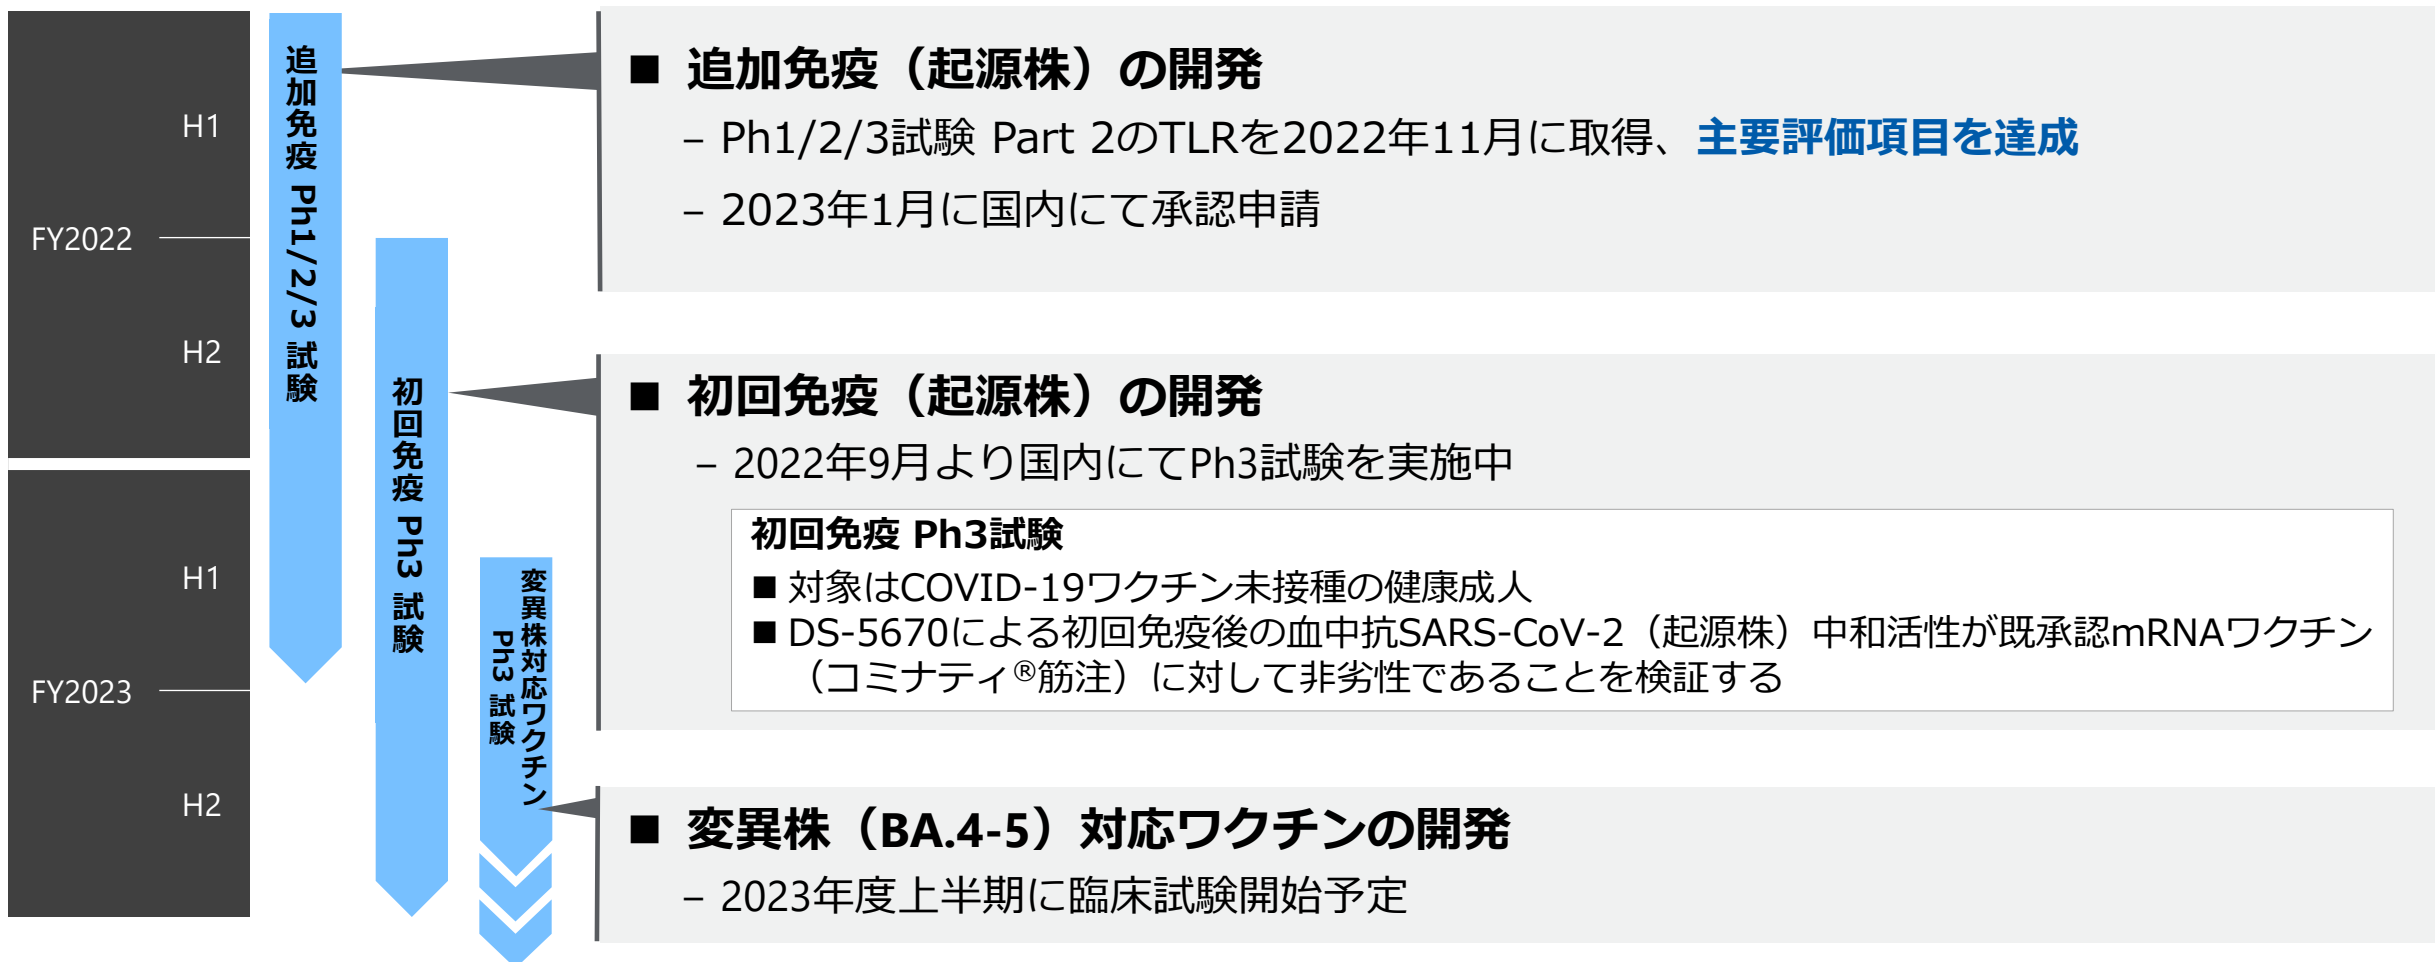 FY2022
H1
H2
FY2023
H1
H2
追加免疫 Ph1/2/3 試験
初回免疫 Ph3 試験
変異株対応ワクチン
Ph3 試験
■ 追加免疫（起源株）の開発
– Ph1/2/3試験 Part 2のTLRを2022年11月に取得、主要評価項目を達成
– 2023年1月に国内にて承認申請
■ 初回免疫（起源株）の開発
– 2022年9月より国内にてPh3試験を実施中
初回免疫 Ph3試験
■ 対象はCOVID-19ワクチン未接種の健康成人
■ DS-5670による初回免疫後の血中抗SARS-CoV-2（起源株）中和活性が既承認mRNAワクチン
（コミナティ®筋注）に対して非劣性であることを検証する
■ 変異株（BA.4-5）対応ワクチンの開発
– 2023年度上半期に臨床試験開始予定